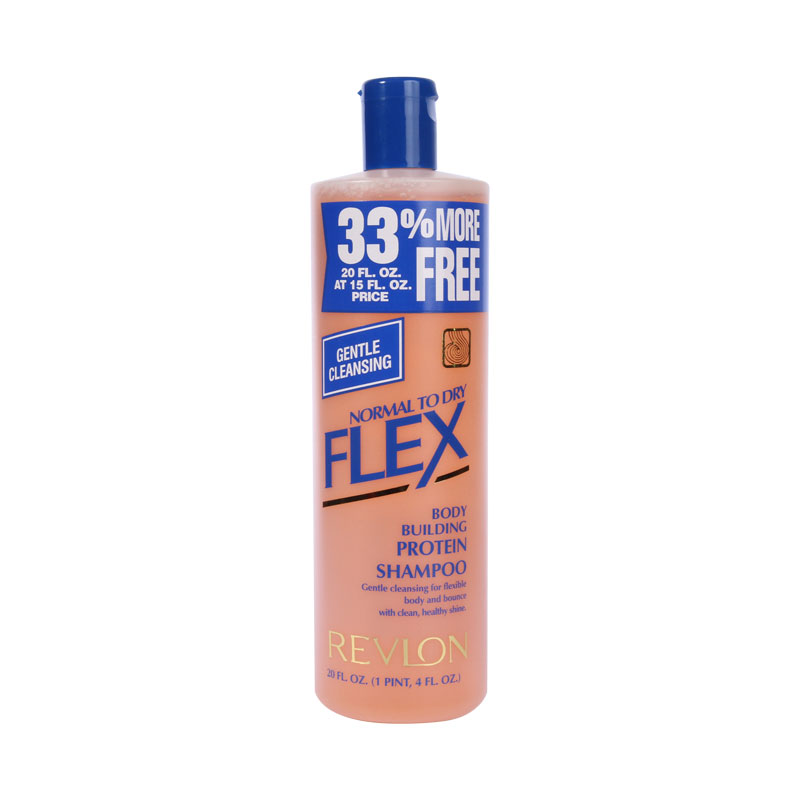 33% MORE
FREE
20 FL. OZ.
AT 15 FL. OZ.
PRICE
GENTLE
CLEANSING
NORMAL TO DRY
FLEX
BODY
BUILDING
PROTEIN
SHAMPOO
Gentle cleansing for flexible
body and bounce
with clean, healthy shine.
REVLON
20 FL. OZ. (1 PINT, 4 FL. OZ.)